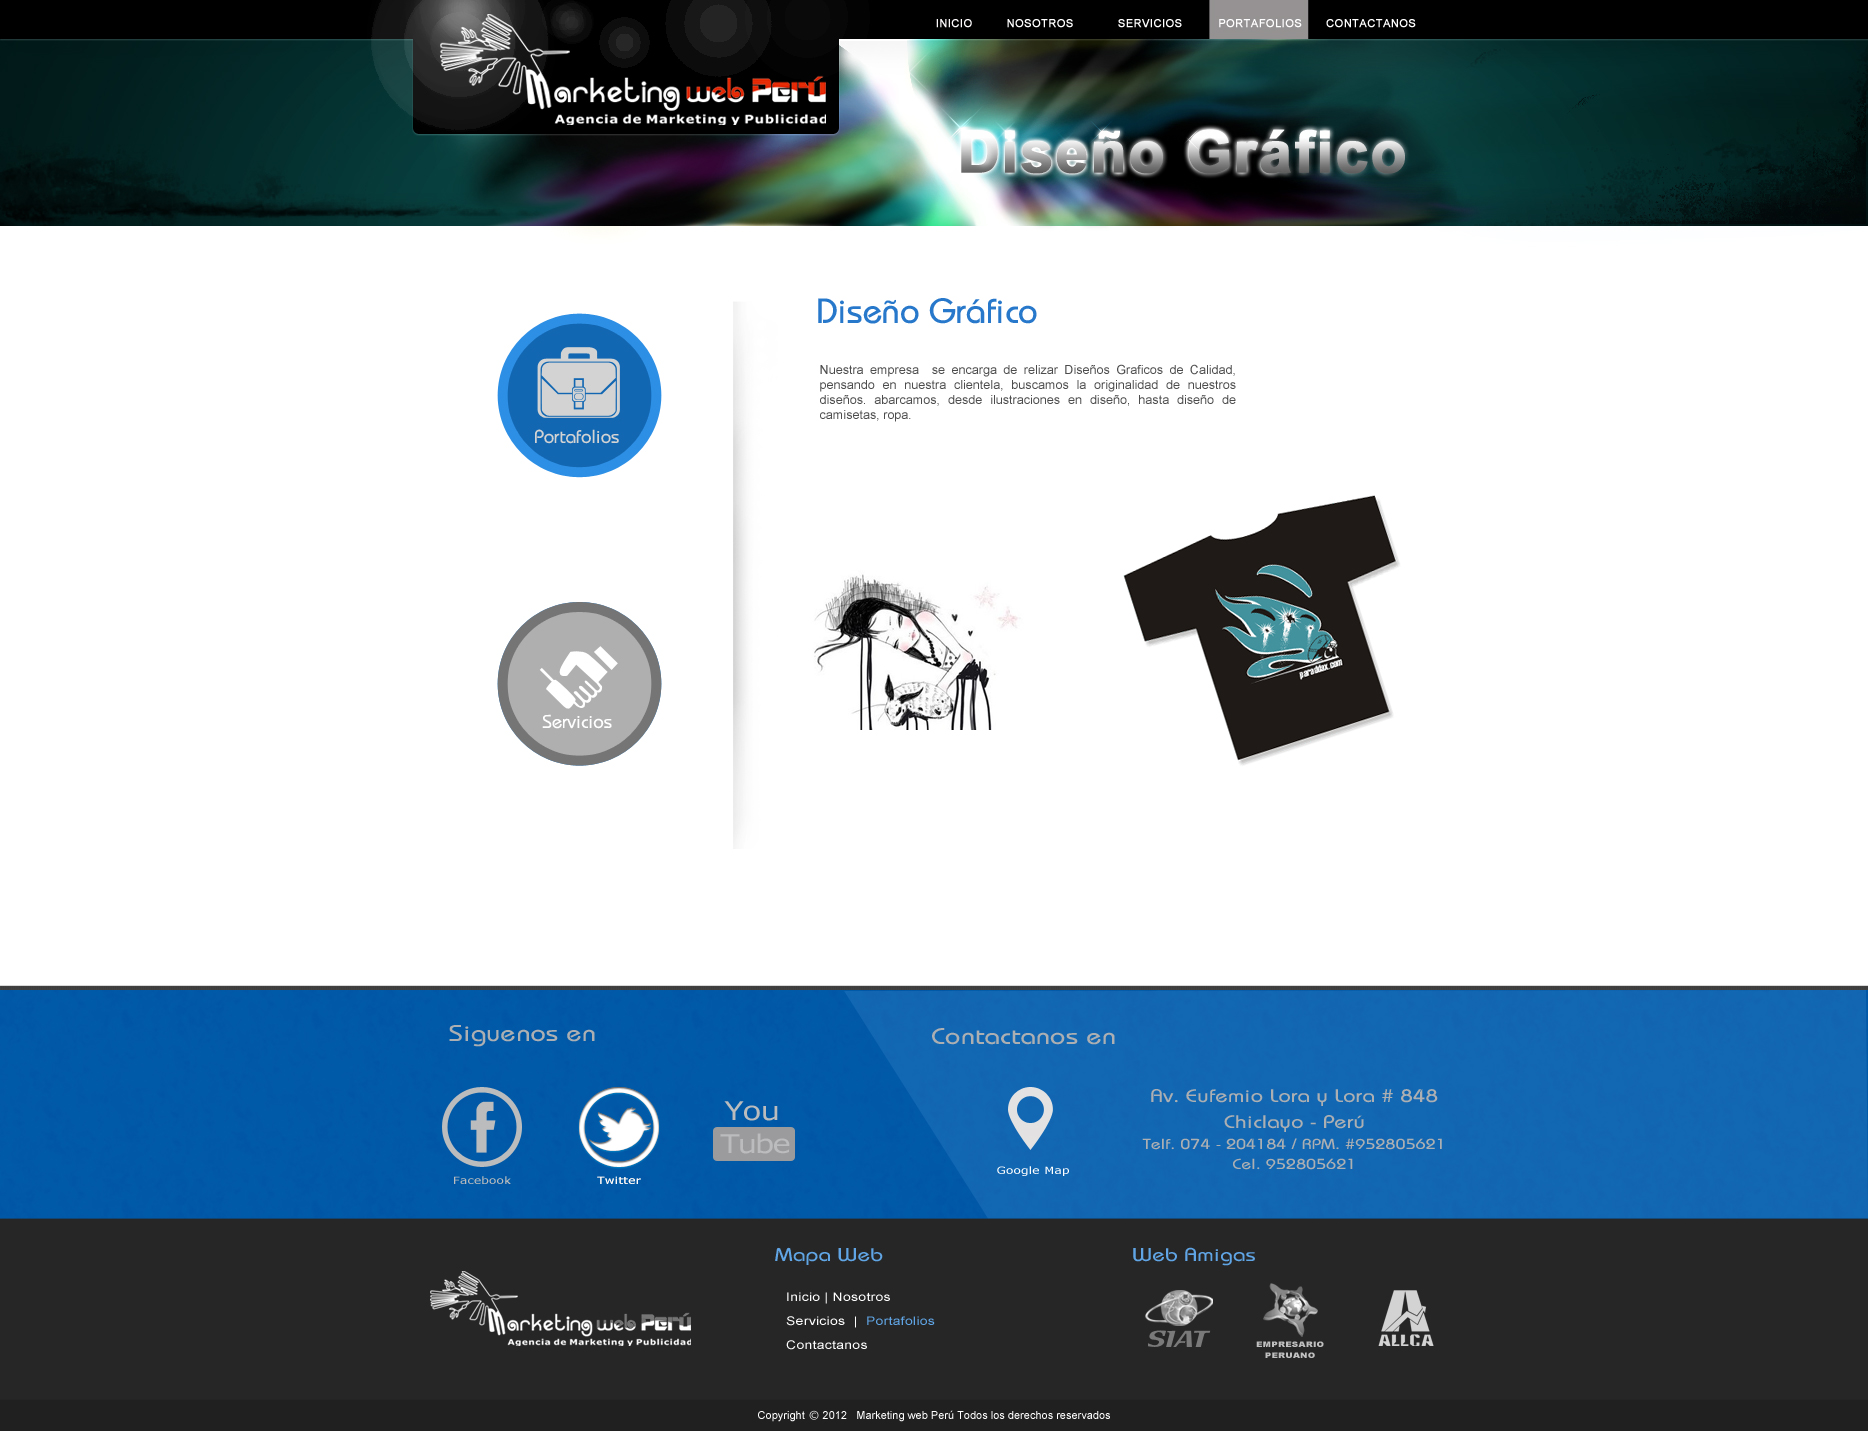 INICIO NOSOTROS SERVICIOS PORTAFOLIOS CONTACTANOS
Marketing web Perú
Agencia de Marketing y Publicidad
Diseño Gráfico
Diseño Gráfico
Nuestra empresa se encarga de relizar Diseños Graficos de Calidad,
pensando en nuestra clientela, buscamos la originalidad de nuestros
diseños. abarcamos, desde ilustraciones en diseño, hasta diseño de
camisetas, ropa.
Portafolios
paraddax.com
Servicios
Siguenos en
Facebook
Twitter
You
Tube
Contactanos en
Google Map
Av. Eufemio Lora y Lora # 848
Chiclayo - Perú
Telf. 074 - 204184 / RPM. #952805621
Cel. 952805621
Marketing web Perú
Agencia de Marketing y Publicidad
Mapa Web
Inicio | Nosotros
Servicios | Portafolios
Contactanos
Web Amigas
SIAT
EMPRESARIO
PERUANO
ALLCA
Copyright © 2012 Marketing web Perú Todos los derechos reservados